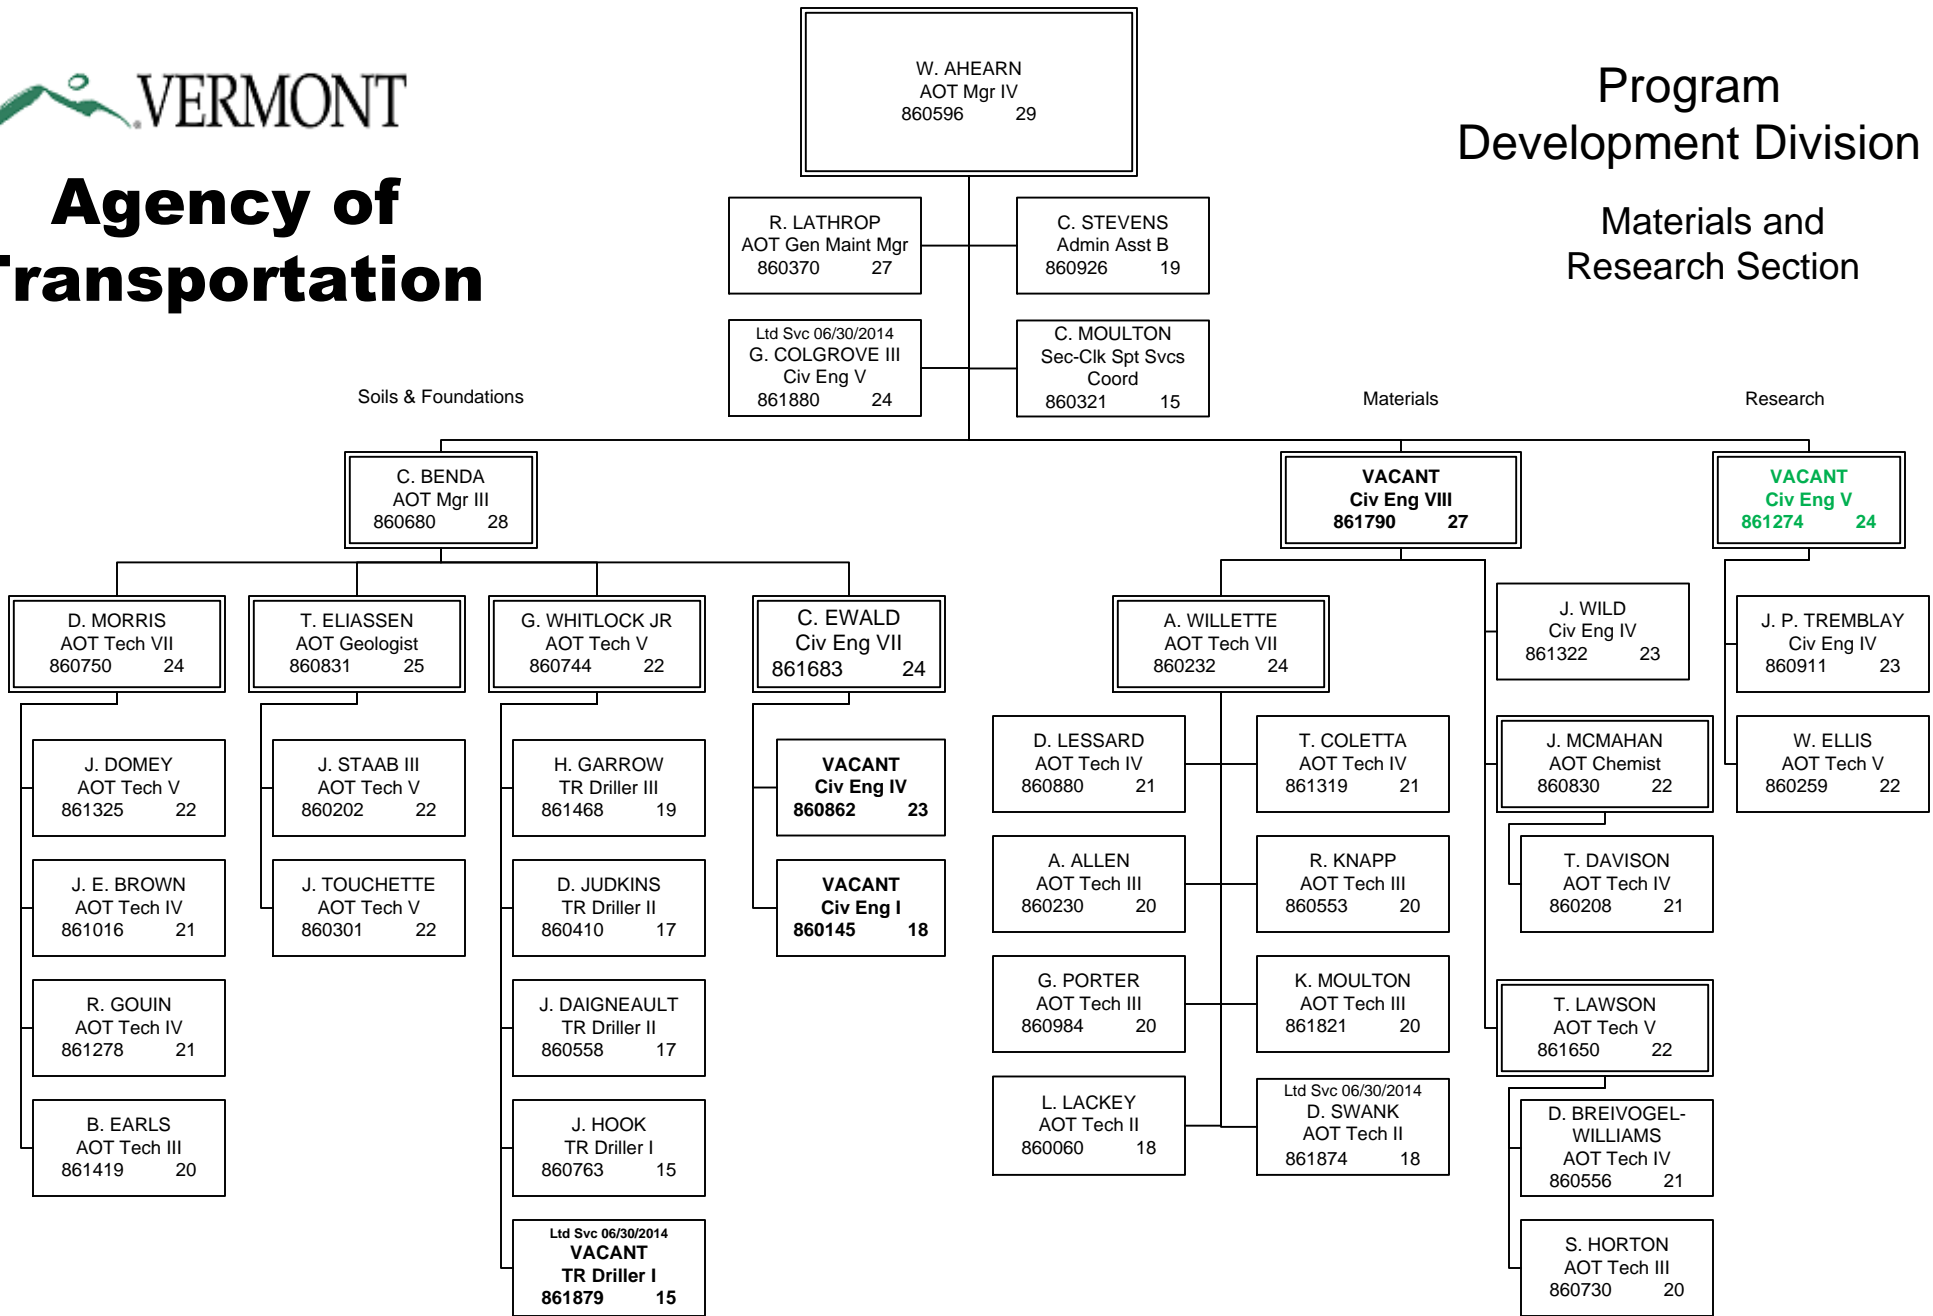 VERMONT
Agency of
Transportation
Program
Development Division
Materials and
Research Section
W. AHEARN
AOT Mgr IV
860596 29
R. LATHROP
AOT Gen Maint Mgr
860370 27
C. STEVENS
Admin Asst B
860926 19
Ltd Svc 06/30/2014
G. COLGROVE III
Civ Eng V
861880 24
C. MOULTON
Sec-Clk Spt Svcs
Coord
860321 15
Soils & Foundations
Materials
Research
C. BENDA
AOT Mgr III
860680 28
VACANT
Civ Eng VIII
861790 27
VACANT
Civ Eng V
861274 24
D. MORRIS
AOT Tech VII
860750 24
T. ELIASSEN
AOT Geologist
860831 25
G. WHITLOCK JR
AOT Tech V
860744 22
C. EWALD
Civ Eng VII
861683 24
A. WILLETTE
AOT Tech VII
860232 24
J. WILD
Civ Eng IV
861322 23
J. P. TREMBLAY
Civ Eng IV
860911 23
J. DOMEY
AOT Tech V
861325 22
J. STAAB III
AOT Tech V
860202 22
H. GARROW
TR Driller III
861468 19
VACANT
Civ Eng IV
860862 23
D. LESSARD
AOT Tech IV
860880 21
T. COLETTA
AOT Tech IV
861319 21
J. MCMAHAN
AOT Chemist
860830 22
W. ELLIS
AOT Tech V
860259 22
J. E. BROWN
AOT Tech IV
861016 21
J. TOUCHETTE
AOT Tech V
860301 22
D. JUDKINS
TR Driller II
860410 17
VACANT
Civ Eng I
860145 18
A. ALLEN
AOT Tech III
860230 20
R. KNAPP
AOT Tech III
860553 20
T. DAVISON
AOT Tech IV
860208 21
R. GOUIN
AOT Tech IV
861278 21
J. DAIGNEAULT
TR Driller II
860558 17
G. PORTER
AOT Tech III
860984 20
K. MOULTON
AOT Tech III
861821 20
T. LAWSON
AOT Tech V
861650 22
B. EARLS
AOT Tech III
861419 20
J. HOOK
TR Driller I
860763 15
L. LACKEY
AOT Tech II
860060 18
Ltd Svc 06/30/2014
D. SWANK
AOT Tech II
861874 18
D. BREIVOGEL-
WILLIAMS
AOT Tech IV
860556 21
Ltd Svc 06/30/2014
VACANT
TR Driller I
861879 15
S. HORTON
AOT Tech III
860730 20